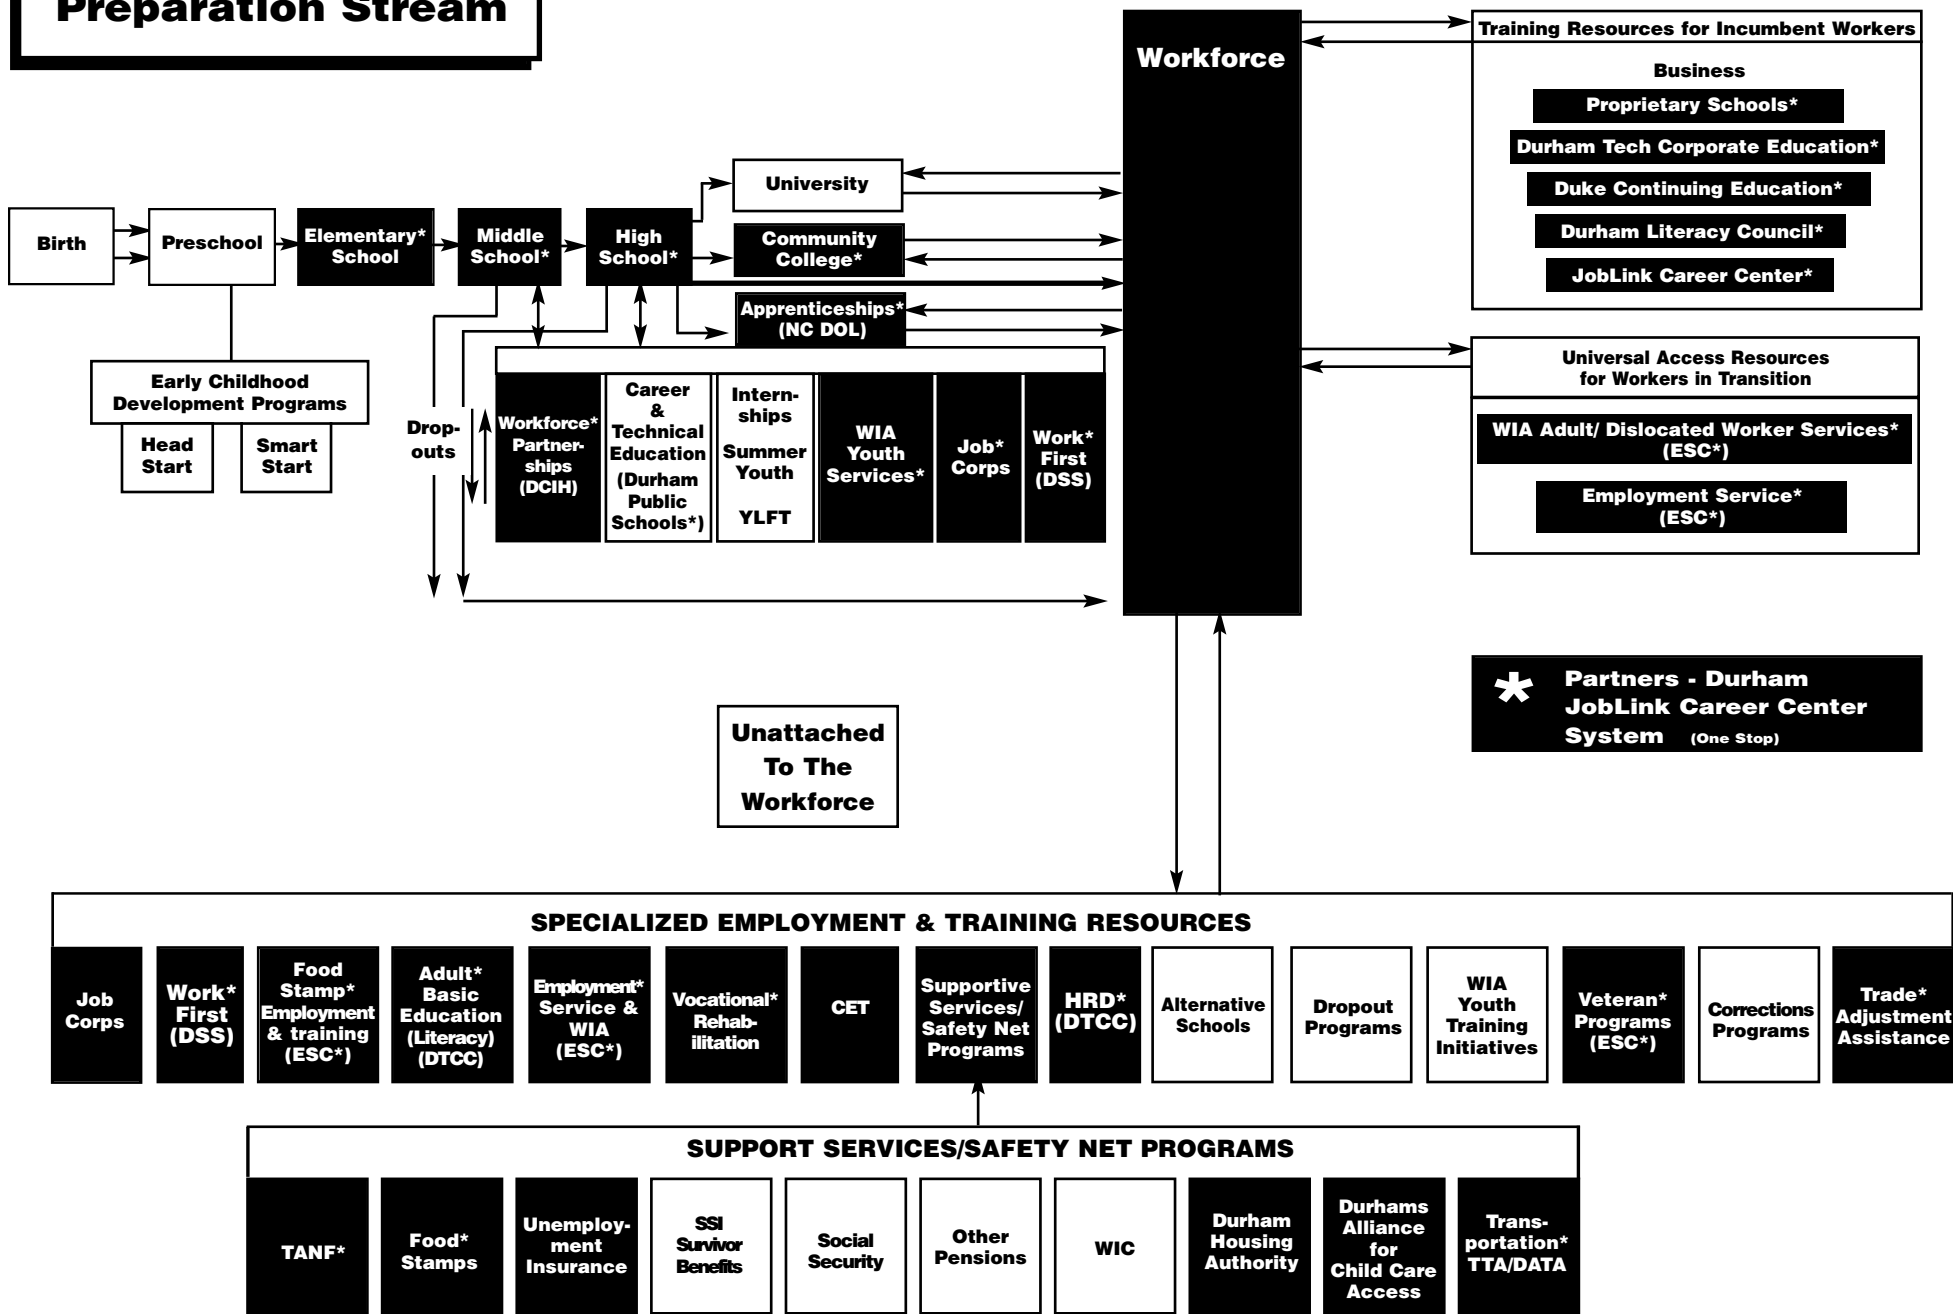 Preparation Stream
Workforce
Training Resources for Incumbent Workers
Business
Proprietary Schools*
Durham Tech Corporate Education*
Duke Continuing Education*
Durham Literacy Council*
JobLink Career Center*
Birth
Preschool
Elementary*
School
Middle
School*
High
School*
University
Community
College*
Apprenticeships*
(NC DOL)
Early Childhood
Development Programs
Head
Start
Smart
Start
Drop-
outs
Workforce*
Partner-
ships
(DCIH)
Career
&
Technical
Education
(Durham
Public
Schools*)
Intern-
ships
Summer
Youth
YLFT
WIA
Youth
Services*
Job*
Corps
Work*
First
(DSS)
Universal Access Resources
for Workers in Transition
WIA Adult/ Dislocated Worker Services*
(ESC*)
Employment Service*
(ESC*)
* Partners - Durham
JobLink Career Center
System (One Stop)
Unattached
To The
Workforce
SPECIALIZED EMPLOYMENT & TRAINING RESOURCES
Job
Corps
Work*
First
(DSS)
Food
Stamp*
Employment
& training
(ESC*)
Adult*
Basic
Education
(Literacy)
(DTCC)
Employment*
Service &
WIA
(ESC*)
Vocational*
Rehab-
ilitation
CET
Supportive
Services/
Safety Net
Programs
HRD*
(DTCC)
Alternative
Schools
Dropout
Programs
WIA
Youth
Training
Initiatives
Veteran*
Programs
(ESC*)
Corrections
Programs
Trade*
Adjustment
Assistance
SUPPORT SERVICES/SAFETY NET PROGRAMS
TANF*
Food*
Stamps
Unemploy-
ment
Insurance
SSI
Survivor
Benefits
Social
Security
Other
Pensions
WIC
Durham
Housing
Authority
Durhams
Alliance
for
Child Care
Access
Trans-
portation*
TTA/DATA